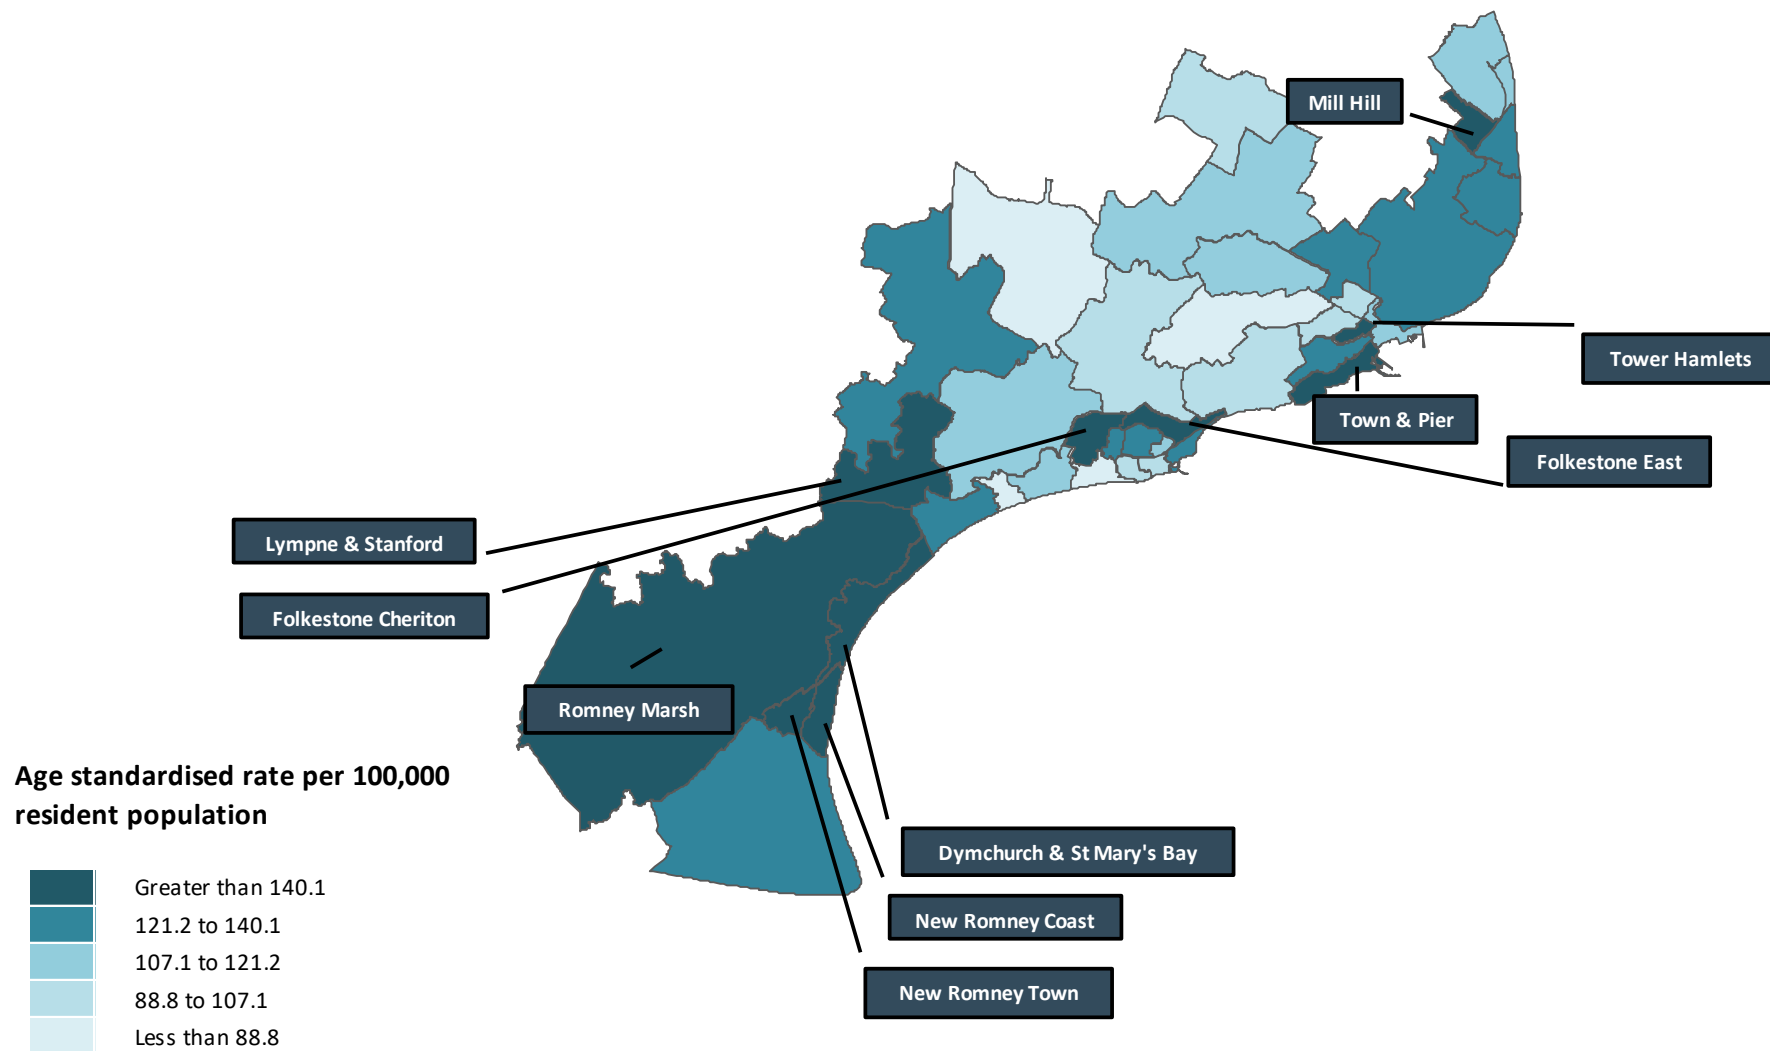 Mill Hill
Tower Hamlets
Town & Pier
Folkestone East
Lympne & Stanford
Folkestone Cheriton
Romney Marsh
Age standardised rate per 100,000
resident population
Dymchurch & St Mary's Bay
Greater than 140.1
New Romney Coast
121.2 to 140.1
107.1 to 121.2
New Romney Town
88.8 to 107.1
Less than 88.8